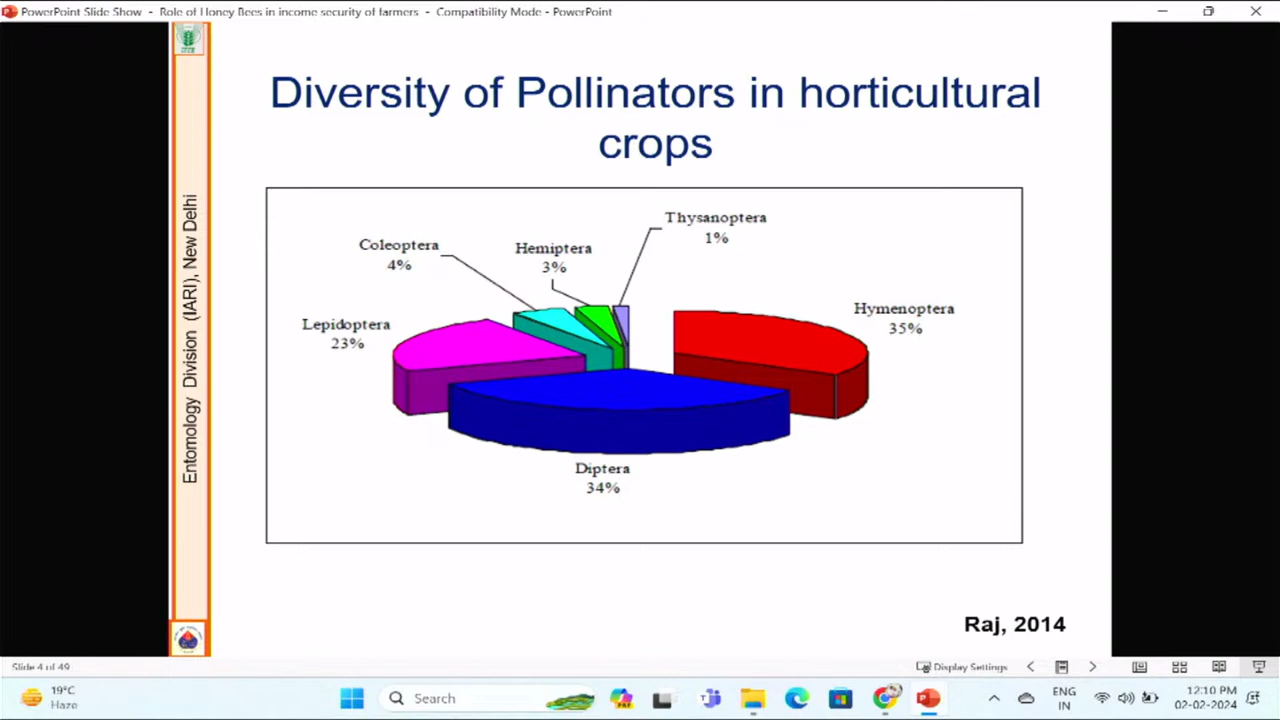 PowerPoint Slide Show - Role of Honey Bees in income security of farmers - Compatibility Mode - PowerPoint
Diversity of Pollinators in horticultural
crops
Entomology Division (IARI), New Delhi
Thysanoptera
1%
Coleoptera
4%
Hemiptera
3%
Hymenoptera
35%
Lepidoptera
23%
Diptera
34%
Raj, 2014
Slide 4 of 49
Display Settings
19°C
Haze
Search
ENG
IN
12:10 PM
02-02-2024